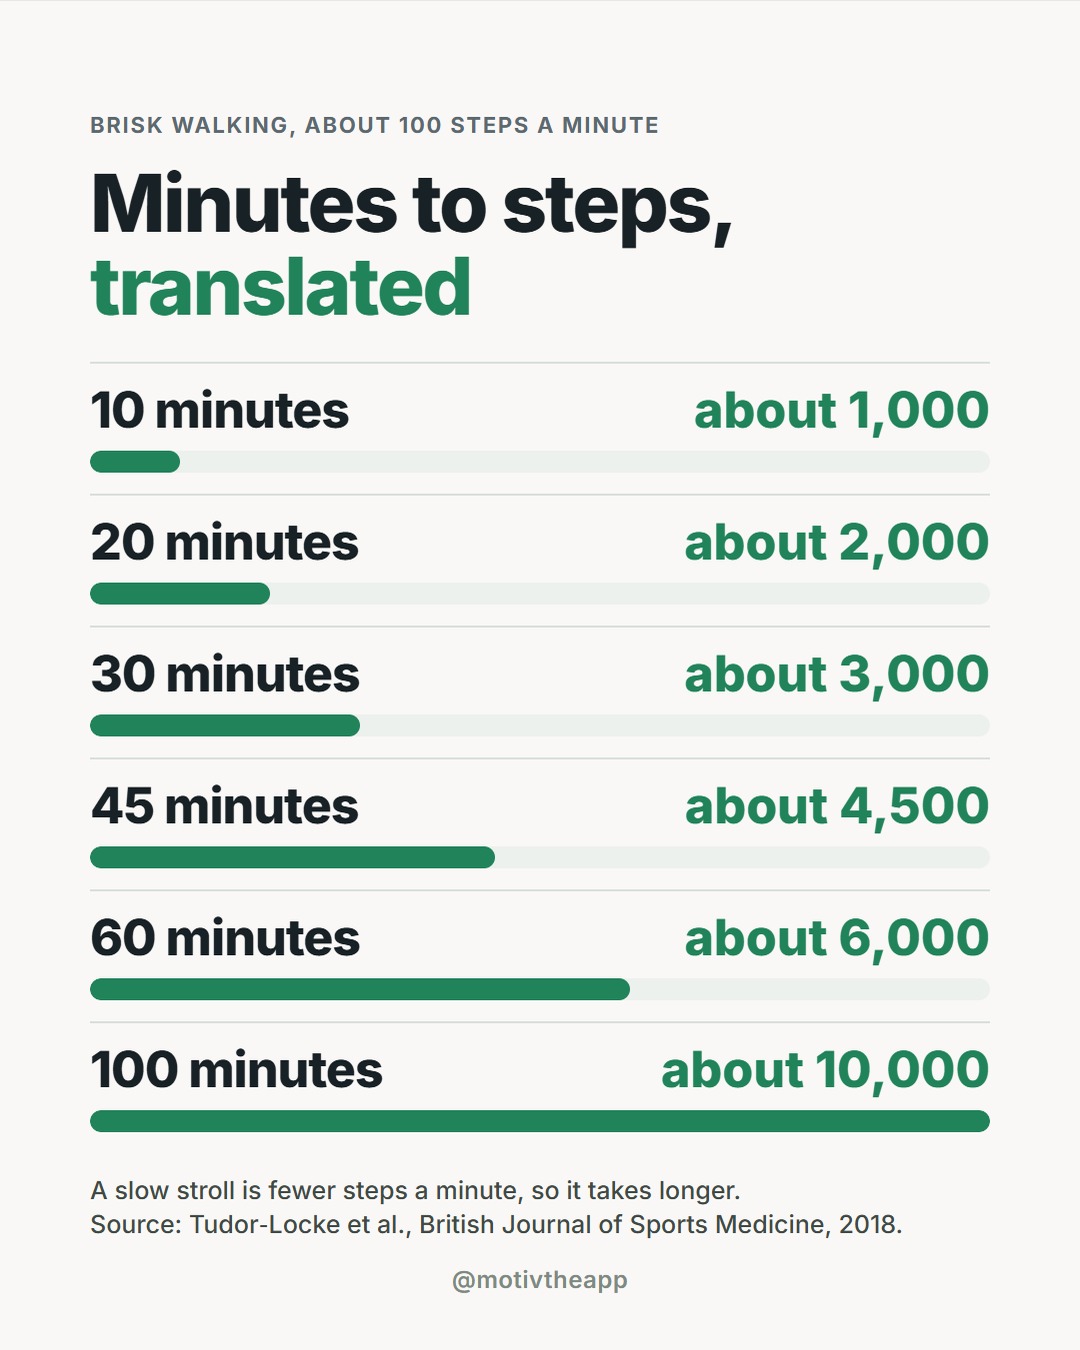 BRISK WALKING, ABOUT 100 STEPS A MINUTE
Minutes to steps,
translated
10 minutes about 1,000
20 minutes about 2,000
30 minutes about 3,000
45 minutes about 4,500
60 minutes about 6,000
100 minutes about 10,000
A slow stroll is fewer steps a minute, so it takes longer.
Source: Tudor-Locke et al., British Journal of Sports Medicine, 2018.
@motivtheapp